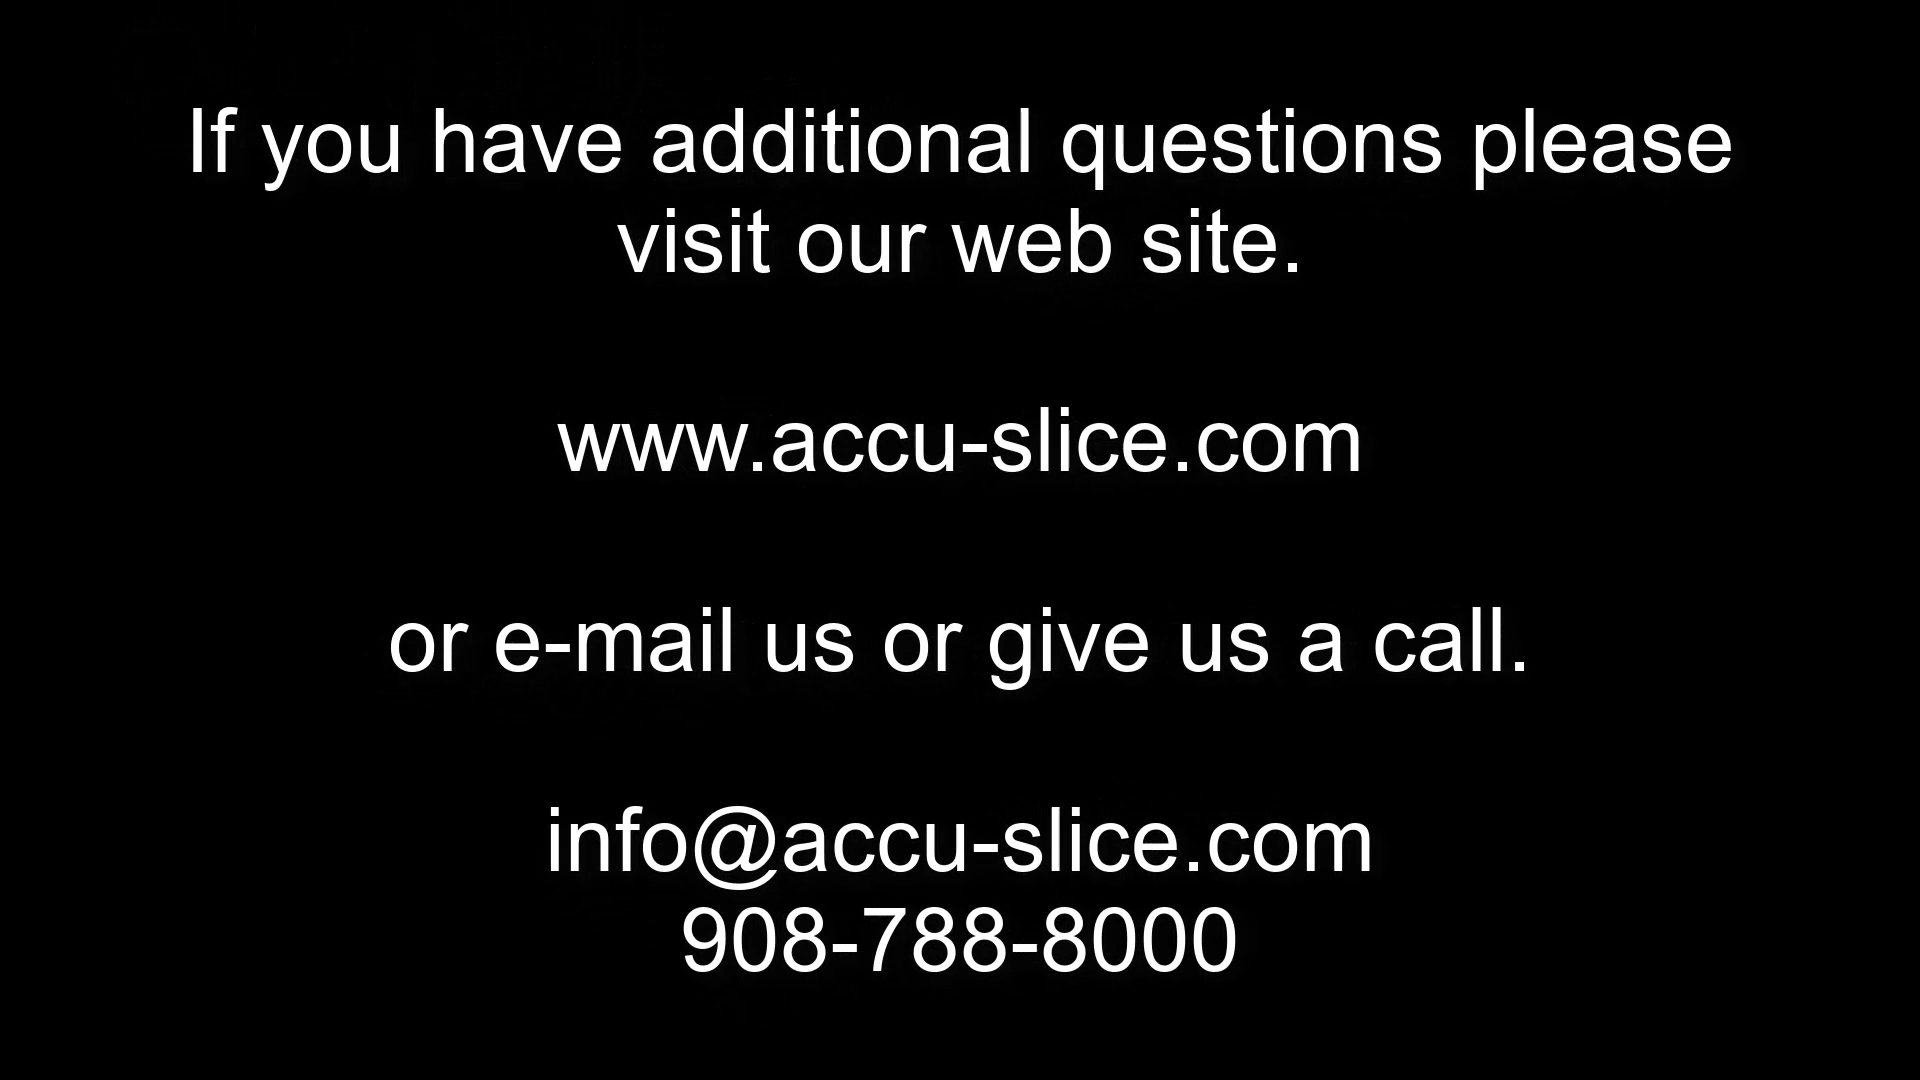 If you have additional questions please
visit our web site.
www.accu-slice.com
or e-mail us or give us a call.
info@accu-slice.com
908-788-8000